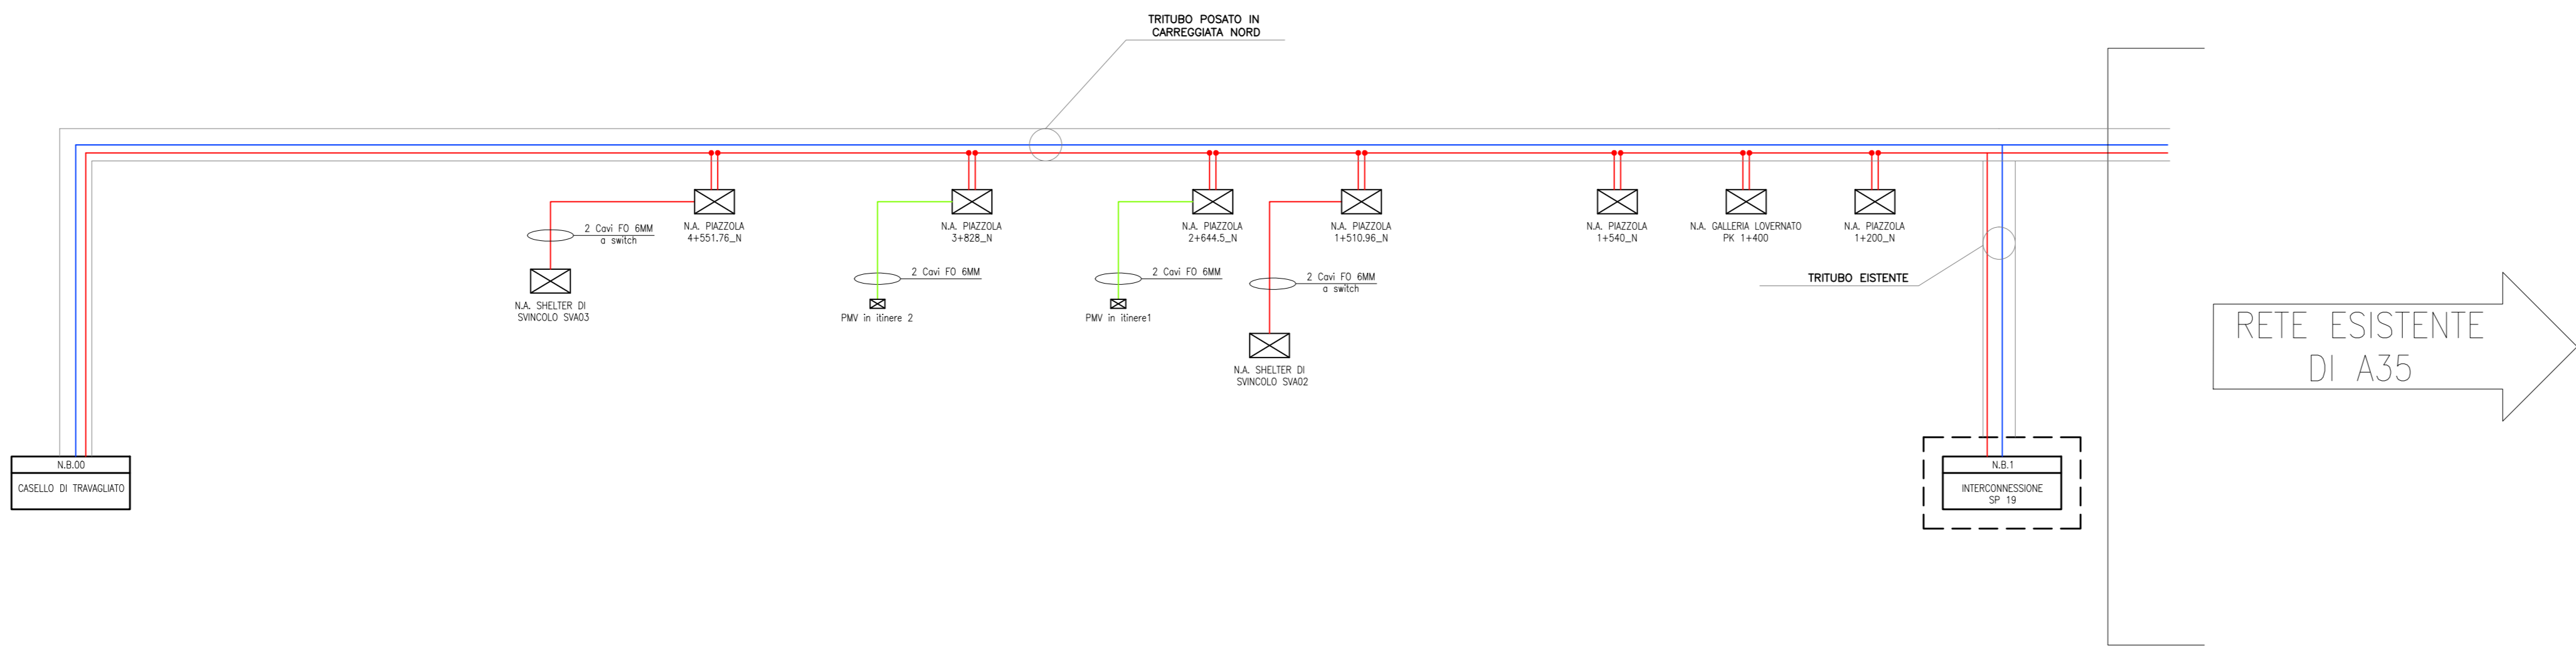 TRITUBO POSATO IN
CARREGGIATA NORD
N.A. PIAZZOLA
4+551.76_N
N.A. PIAZZOLA
3+828_N
N.A. PIAZZOLA
2+644.5_N
N.A. PIAZZOLA
1+510.96_N
N.A. PIAZZOLA
1+540_N
N.A. GALLERIA LOVERNATO
PK 1+400
N.A. PIAZZOLA
1+200_N
2 Cavi FO 6MM
a switch
2 Cavi FO 6MM
2 Cavi FO 6MM
2 Cavi FO 6MM
a switch
TRITUBO EISTENTE
N.A. SHELTER DI
SVINCOLO SVA03
PMV in itinere 2
PMV in itinere1
N.A. SHELTER DI
SVINCOLO SVA02
RETE ESISTENTE
DI A35
N.B.00
CASELLO DI TRAVAGLIATO
N.B.1
INTERCONNESSIONE
SP 19